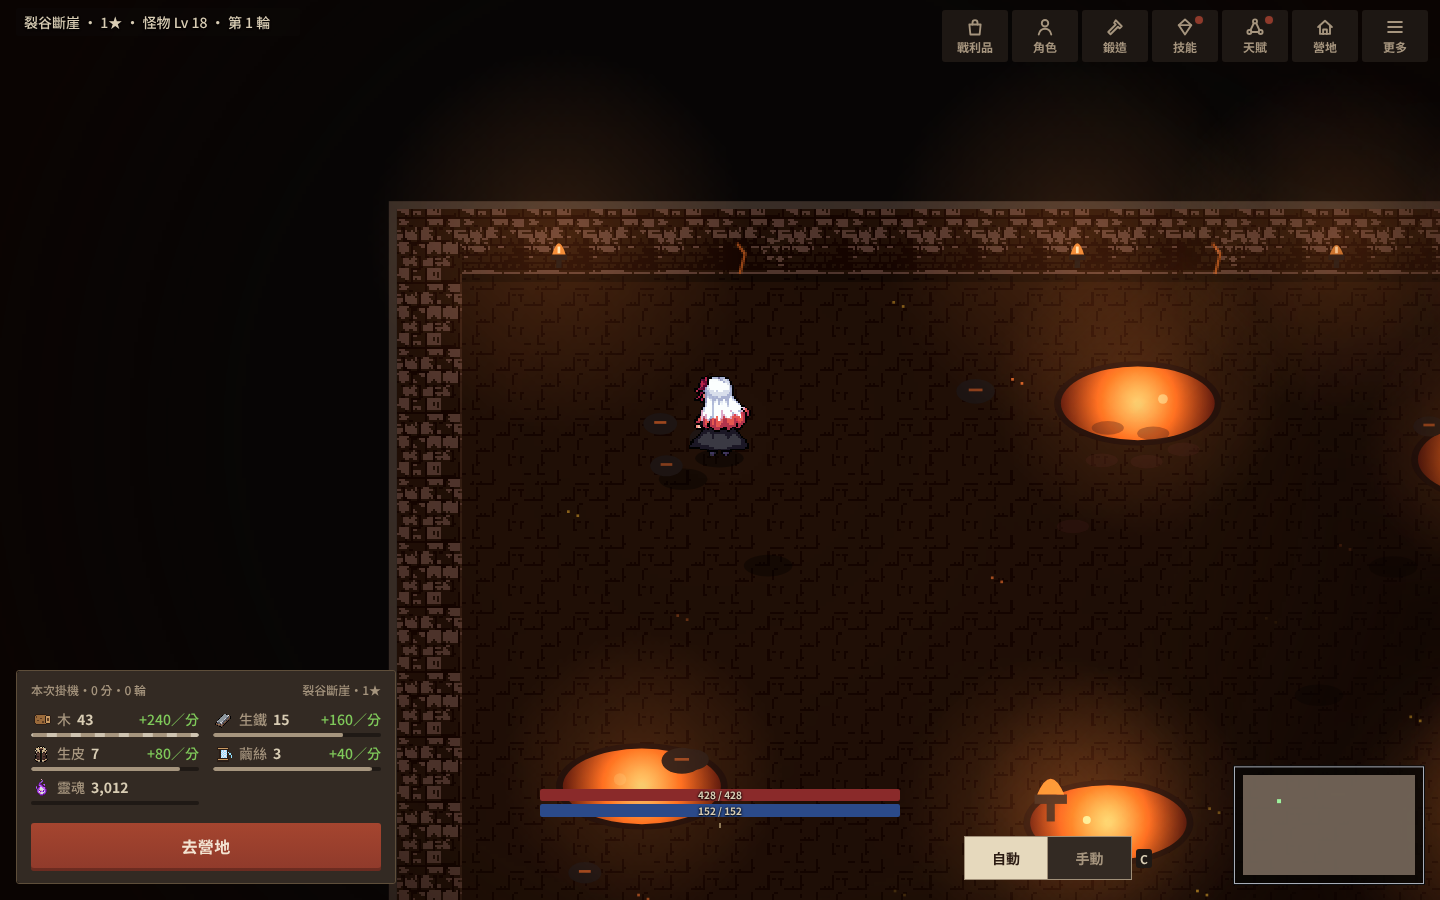 裂谷斷崖 · 1★ · 怪物 Lv 18 · 第 1 輪
戰利品
角色
鍛造
技能
天賦
營地
更多
本次掛機·0 分·0 輪
裂谷斷崖·1★
木 43 +240／分
生鐵 15 +160／分
生皮 7 +80／分
繭絲 3 +40／分
靈魂 3,012
去營地
428 / 428
152 / 152
自動
手動
C